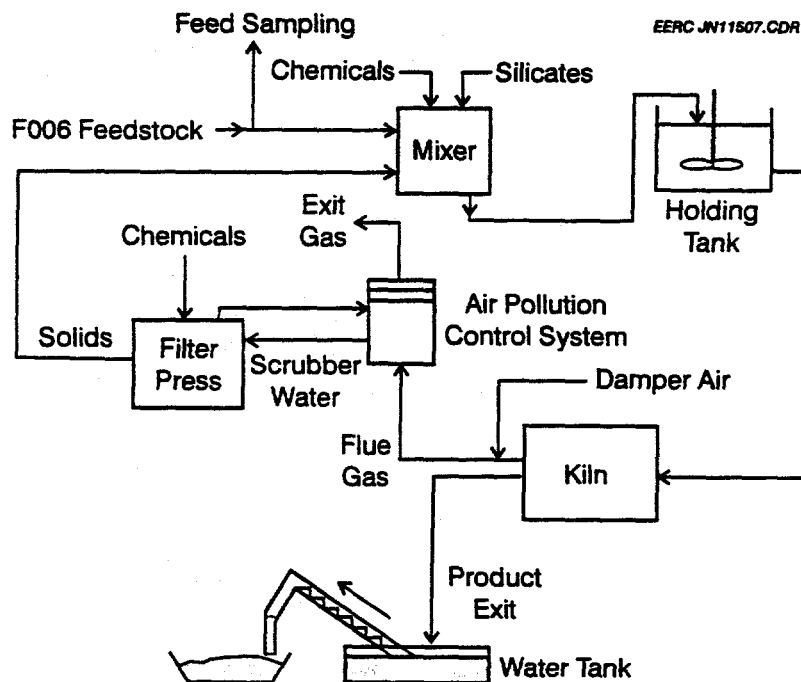 Feed Sampling
EERC JN11507.CDR
Chemicals
Silicates
F006 Feedstock
Mixer
Holding
Tank
Exit
Gas
Chemicals
Air Pollution
Control System
Solids
Filter
Press
Scrubber
Water
Damper Air
Flue
Gas
Kiln
Product
Exit
Water Tank